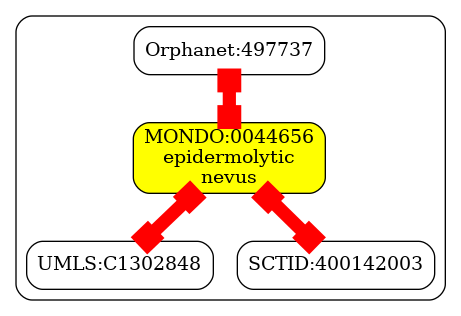 Orphanet:497737
MONDO:0044656
epidermolytic
nevus
UMLS:C1302848
SCTID:400142003